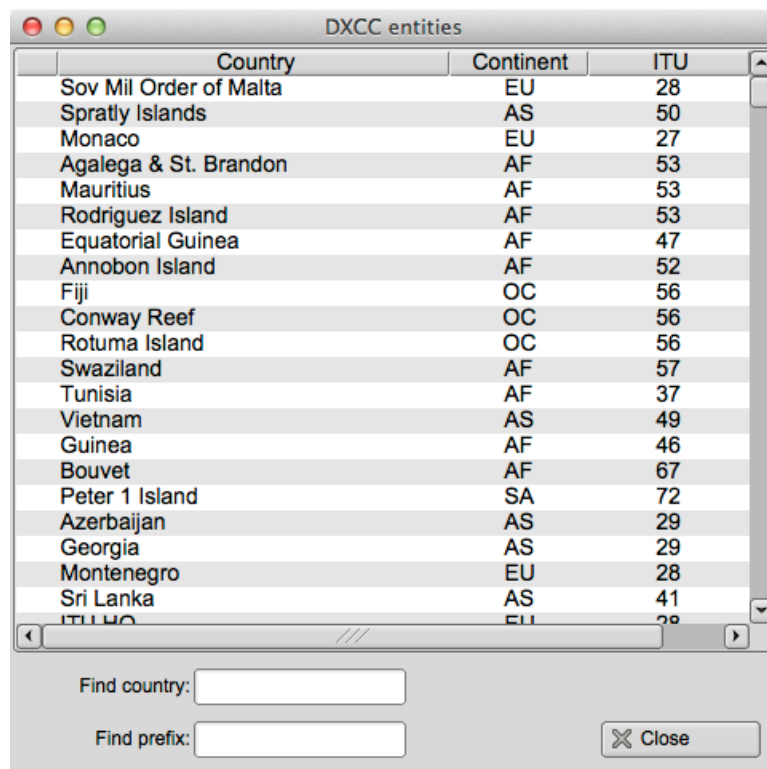 DXCC entities
Country Continent ITU
Sov Mil Order of Malta EU 28
Spratly Islands AS 50
Monaco EU 27
Agalega & St. Brandon AF 53
Mauritius AF 53
Rodriguez Island AF 53
Equatorial Guinea AF 47
Annobon Island AF 52
Fiji OC 56
Conway Reef OC 56
Rotuma Island OC 56
Swaziland AF 57
Tunisia AF 37
Vietnam AS 49
Guinea AF 46
Bouvet AF 67
Peter 1 Island SA 72
Azerbaijan AS 29
Georgia AS 29
Montenegro EU 28
Sri Lanka AS 41
ITU HQ EU 28
Find country:
Find prefix:
Close